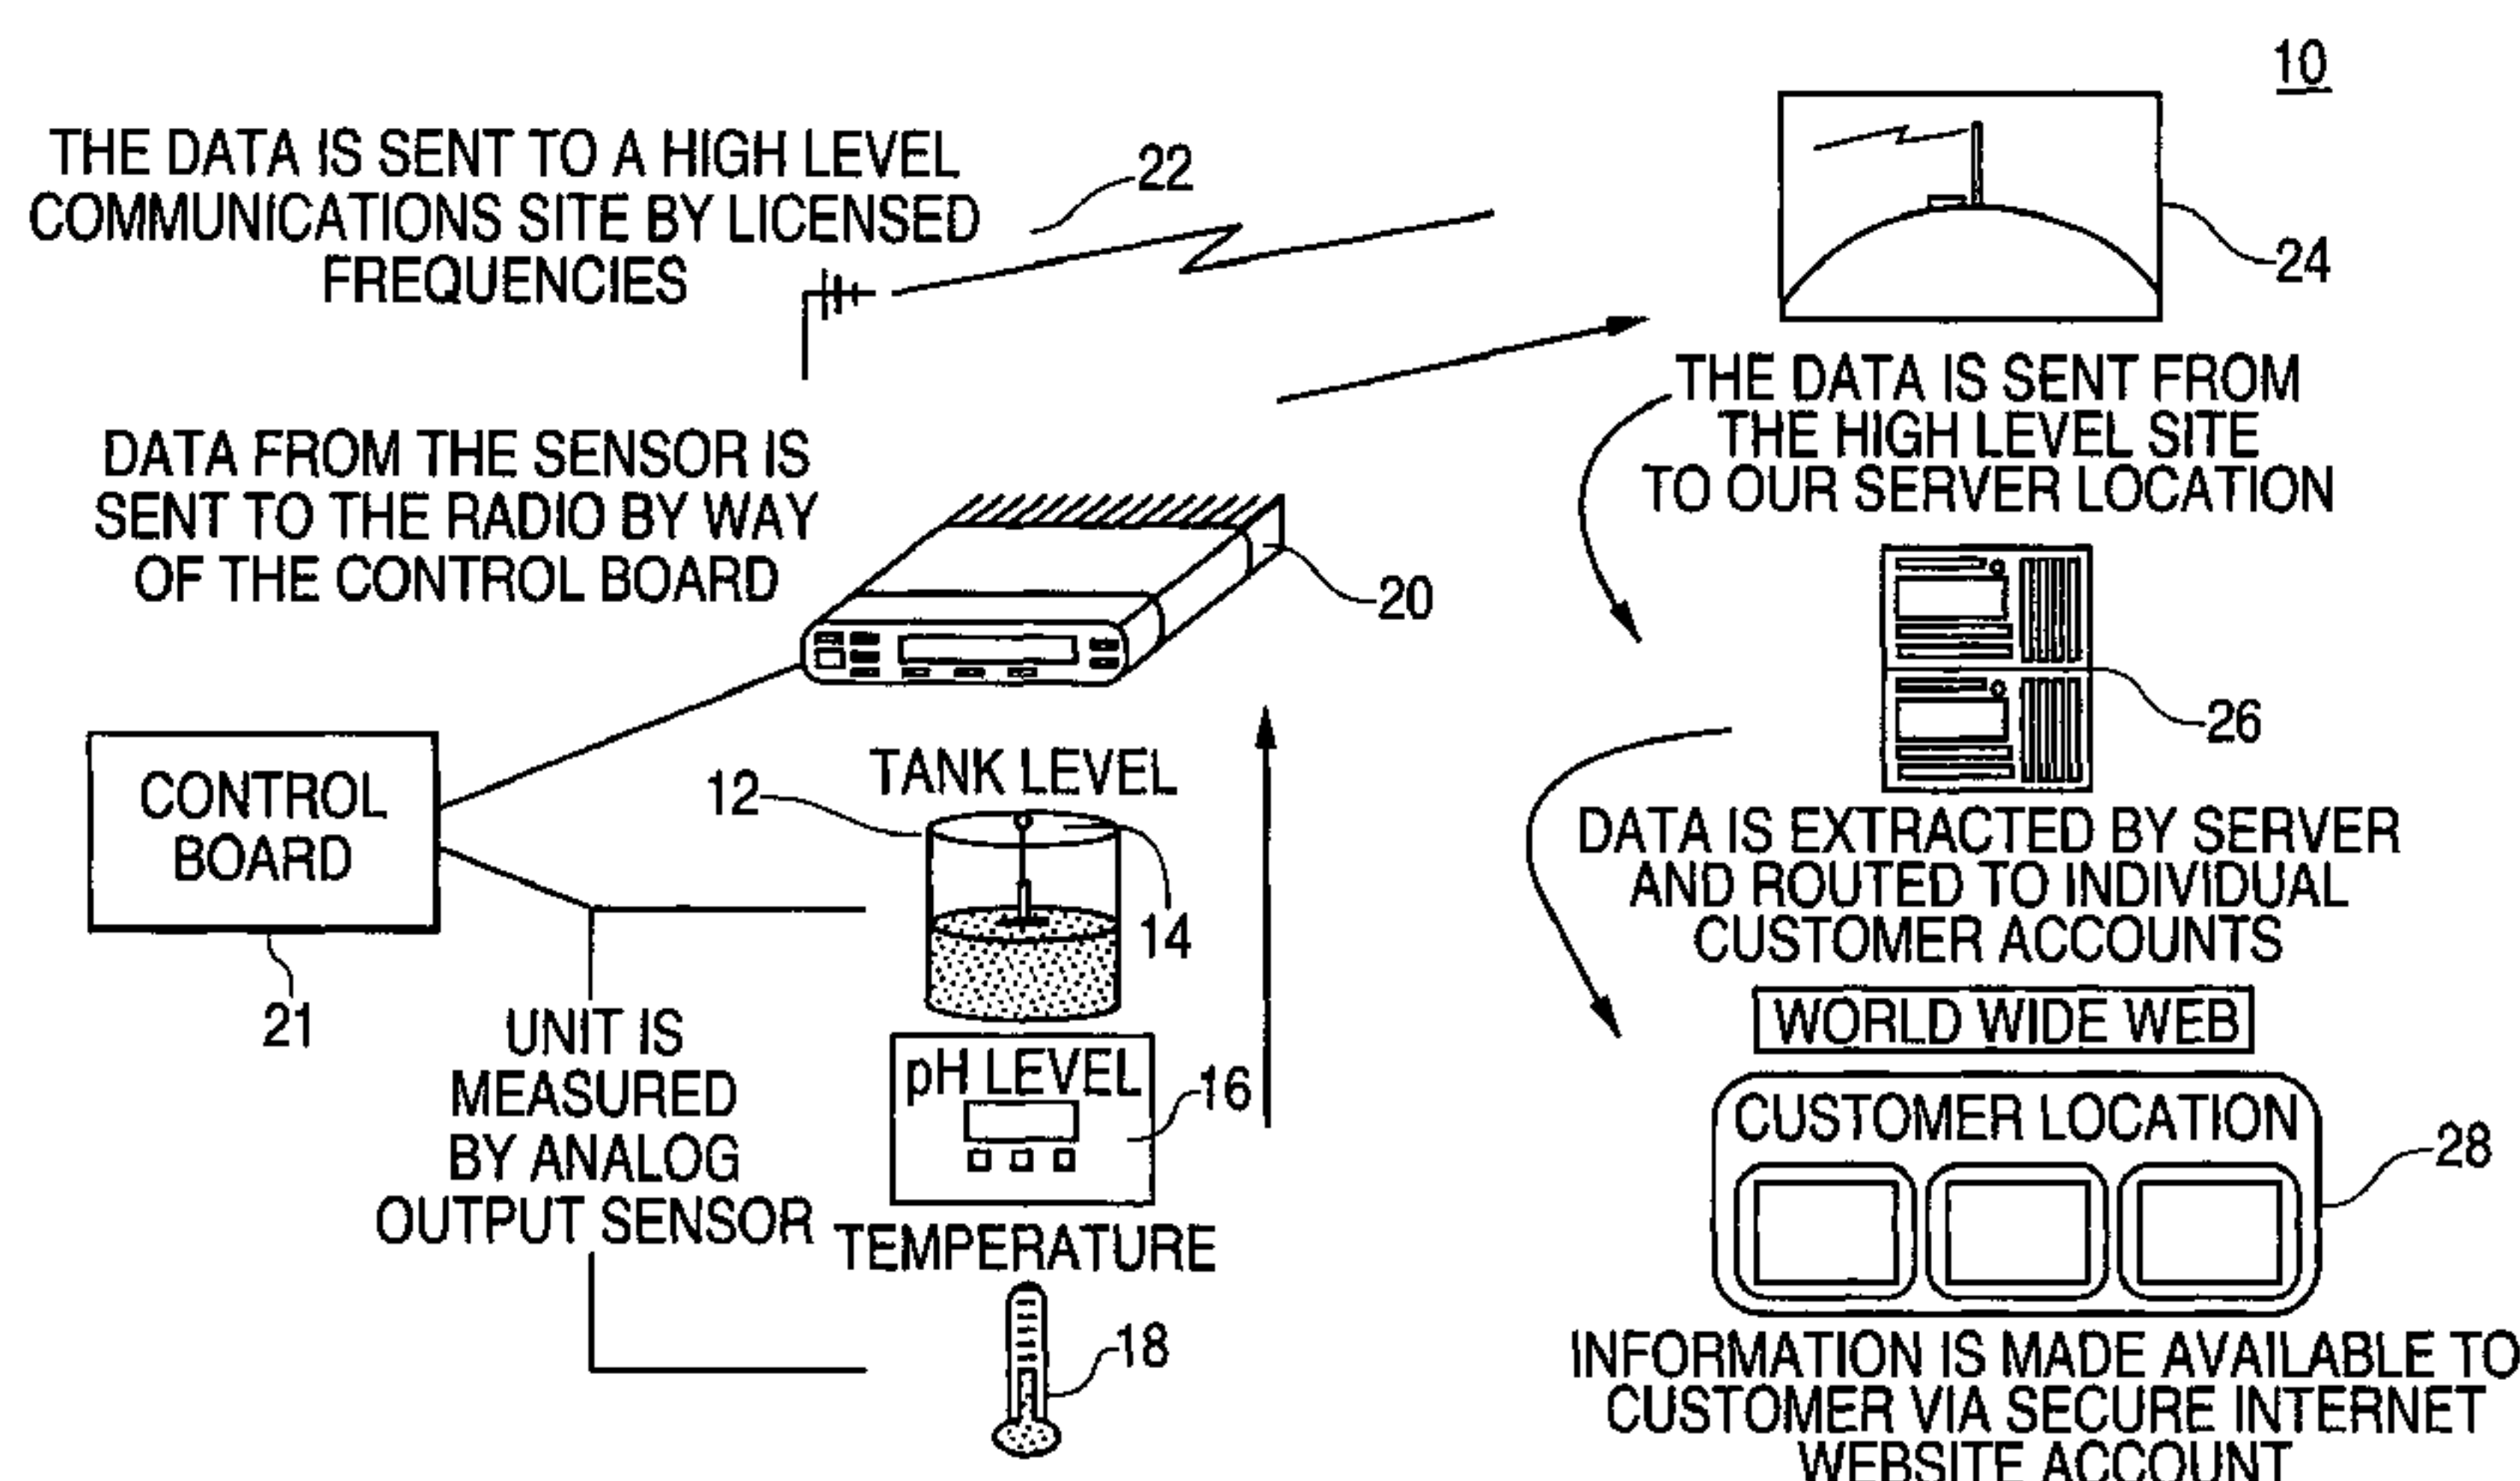 10
THE DATA IS SENT TO A HIGH LEVEL
COMMUNICATIONS SITE BY LICENSED
FREQUENCIES
22
24
DATA FROM THE SENSOR IS
SENT TO THE RADIO BY WAY
OF THE CONTROL BOARD
20
THE DATA IS SENT FROM
THE HIGH LEVEL SITE
TO OUR SERVER LOCATION
26
CONTROL
BOARD
21
12
TANK LEVEL
14
UNIT IS
MEASURED
BY ANALOG
OUTPUT SENSOR
pH LEVEL
16
TEMPERATURE
18
DATA IS EXTRACTED BY SERVER
AND ROUTED TO INDIVIDUAL
CUSTOMER ACCOUNTS
WORLD WIDE WEB
CUSTOMER LOCATION
28
INFORMATION IS MADE AVAILABLE TO
CUSTOMER VIA SECURE INTERNET
WEBSITE ACCOUNT